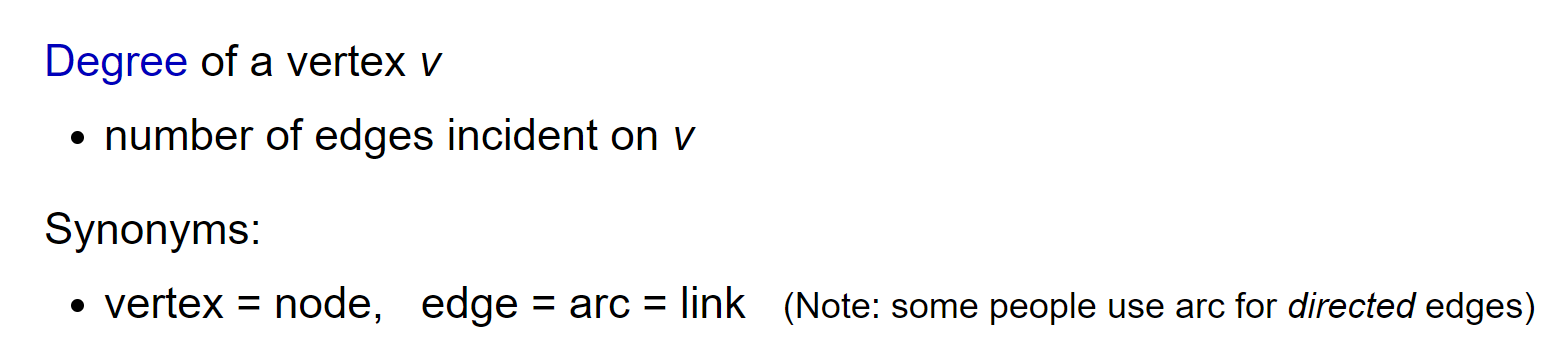 Degree of a vertex v
• number of edges incident on v
Synonyms:
• vertex = node, edge = arc = link (Note: some people use arc for directed edges)